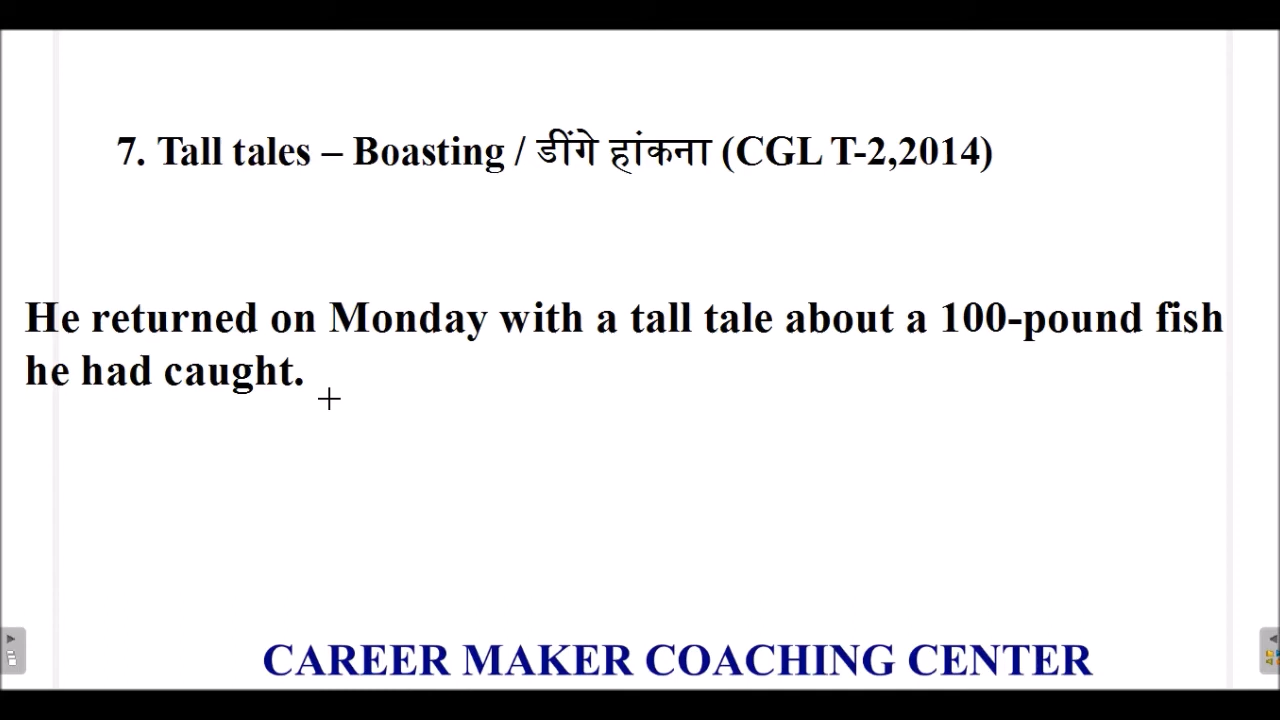 7. Tall tales – Boasting / डींगे हांकना (CGL T-2,2014)
He returned on Monday with a tall tale about a 100-pound fish
he had caught.
CAREER MAKER COACHING CENTER